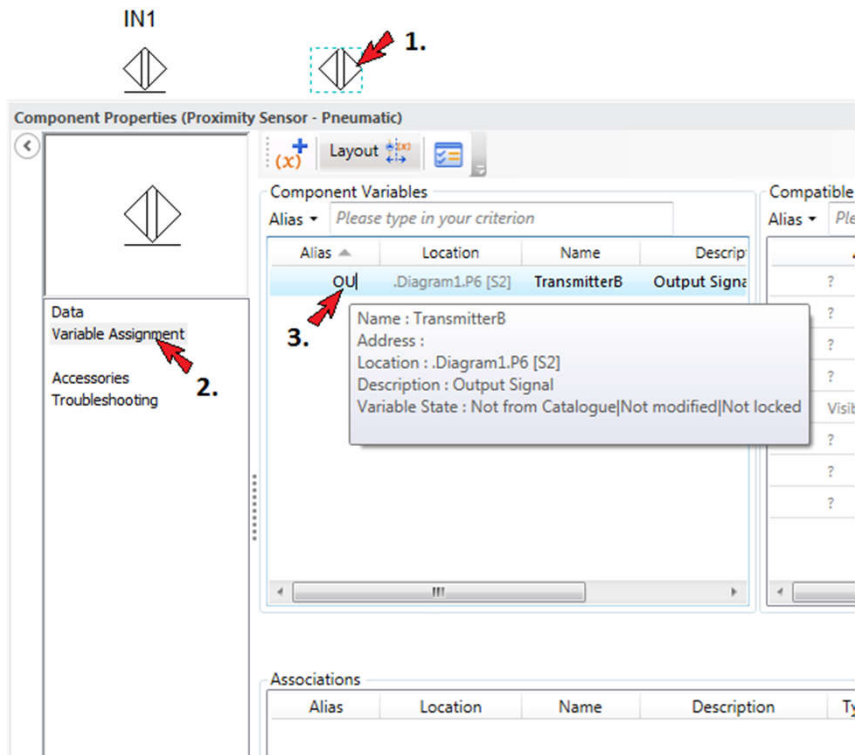 IN1
1.
Component Properties (Proximity Sensor - Pneumatic)
(x) Layout
Component Variables
Compatible
Alias Please type in your criterion
Alias Ple
Alias Location Name Descrip
OU .Diagram1.P6 [S2] TransmitterB Output Signa
?
3.
Name : TransmitterB
Address :
Location : .Diagram1.P6 [S2]
Description : Output Signal
Variable State : Not from Catalogue|Not modified|Not locked
?
?
?
Visib
?
?
?
Data
Variable Assignment
2.
Accessories
Troubleshooting
Associations
Alias Location Name Description Ty